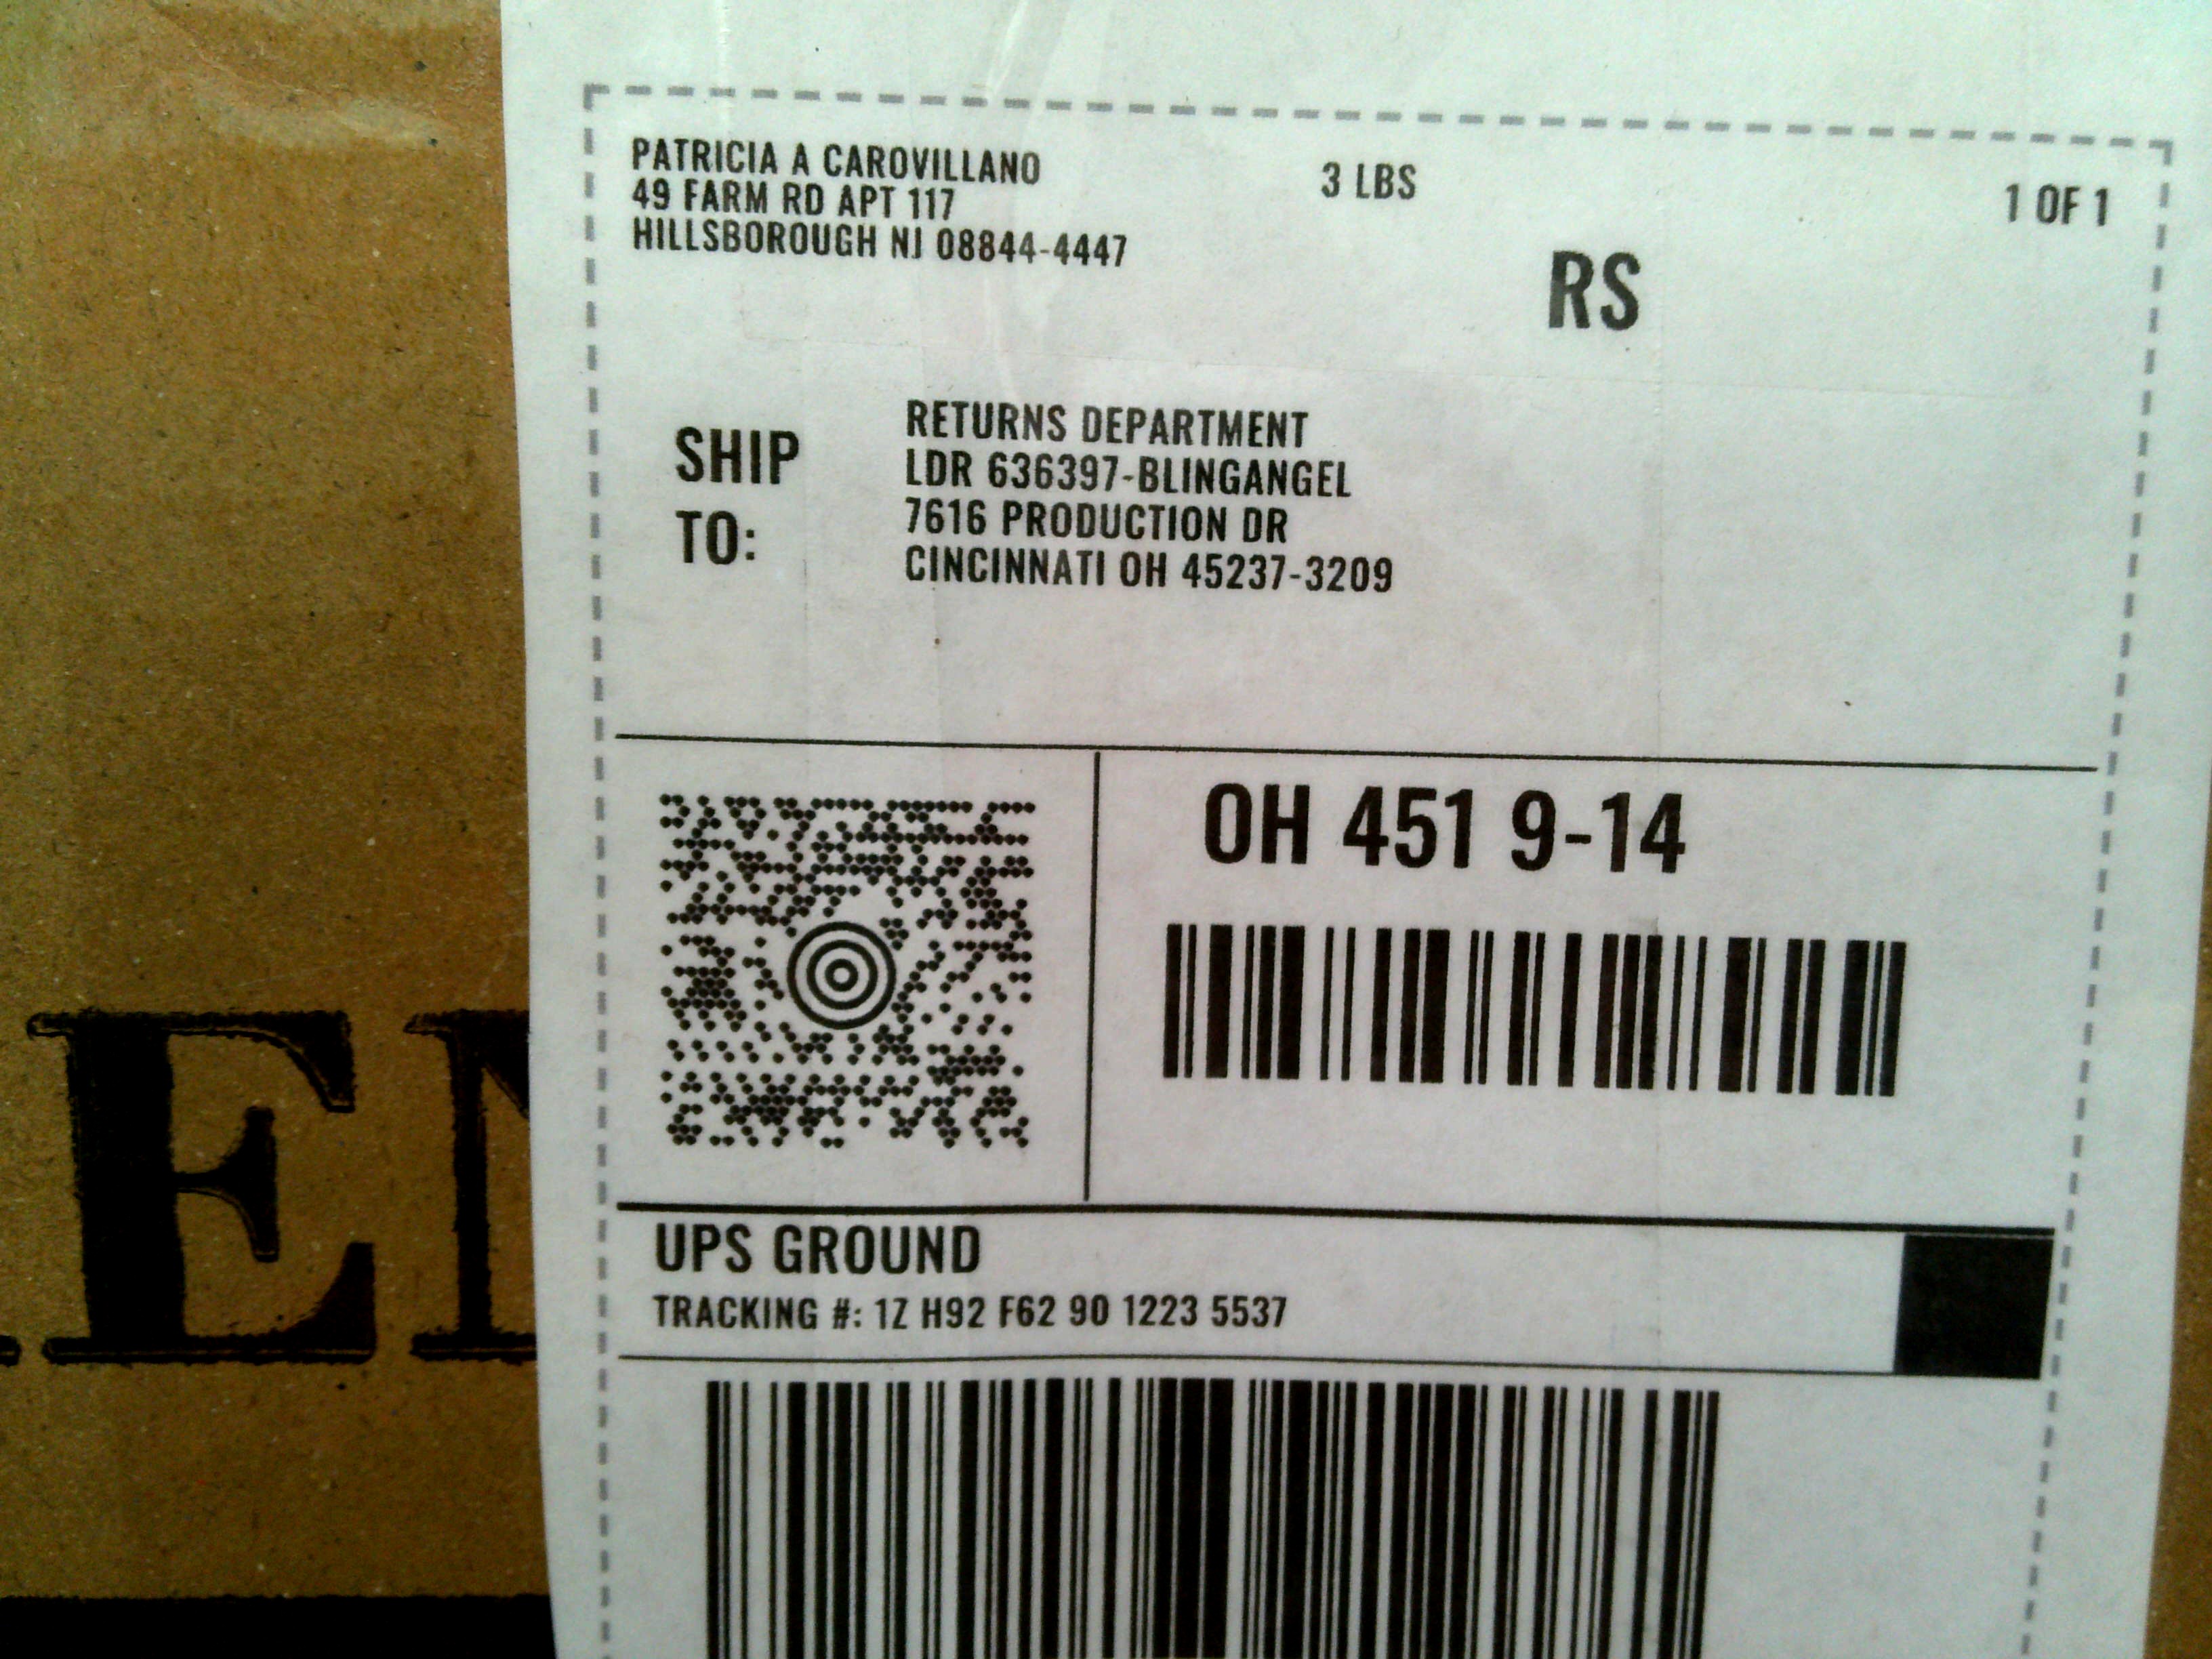 PATRICIA A CAROVILLANO
49 FARM RD APT 117
HILLSBOROUGH NJ 08844-4447
3 LBS
1 OF 1
RS
SHIP
TO:
RETURNS DEPARTMENT
LDR 636397-BLINGANGEL
7616 PRODUCTION DR
CINCINNATI OH 45237-3209
OH 451 9-14
UPS GROUND
TRACKING #: 1Z H92 F62 90 1223 5537